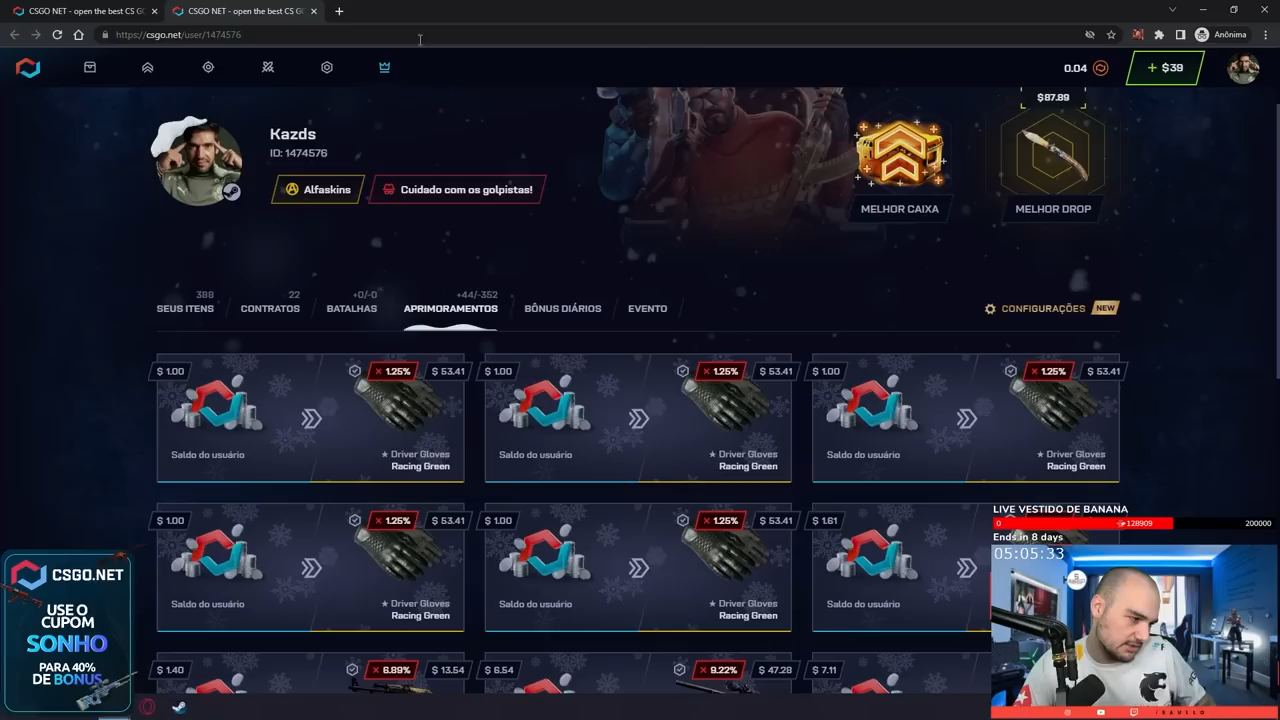 CSGO NET - open the best CS G
CSGO NET - open the best CS G
https://csgo.net/user/1474576
Anônima
0.04
+ $39
Kazds
ID: 1474576
Alfaskins
Cuidado com os golpistas!
$87.89
MELHOR CAIXA
MELHOR DROP
388
22
+0/-0
+44/-352
SEUS ITENS
CONTRATOS
BATALHAS
APRIMORAMENTOS
BÔNUS DIÁRIOS
EVENTO
CONFIGURAÇÕES
NEW
$ 1.00
× 1.25%
$ 53.41
$ 1.00
× 1.25%
$ 53.41
$ 1.00
× 1.25%
$ 53.41
Saldo do usuário
★ Driver Gloves
Racing Green
Saldo do usuário
★ Driver Gloves
Racing Green
Saldo do usuário
★ Driver Gloves
Racing Green
$ 1.00
× 1.25%
$ 53.41
$ 1.00
× 1.25%
$ 53.41
$ 1.61
Saldo do usuário
★ Driver Gloves
Racing Green
Saldo do usuário
★ Driver Gloves
Racing Green
Saldo do usuário
$ 1.40
× 6.89%
$ 13.54
$ 6.54
× 9.22%
$ 47.28
$ 7.11
CSGO.NET
USE O
CUPOM
SONHO
PARA 40%
DE BONUS
LIVE VESTIDO DE BANANA
0
128909
200000
Ends in 8 days
05:05:33